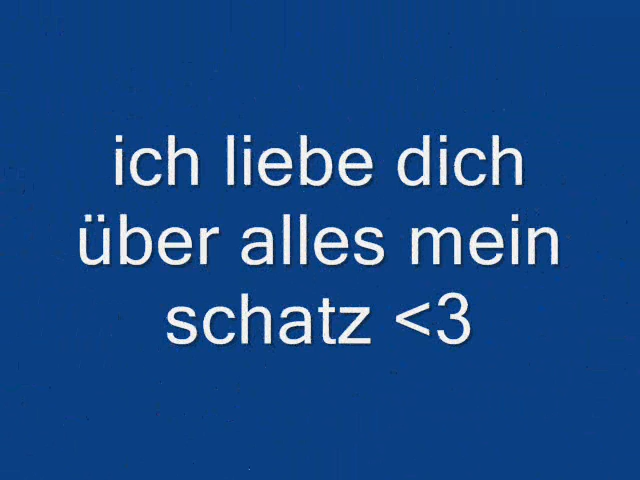 ich liebe dich
über alles mein
schatz <3